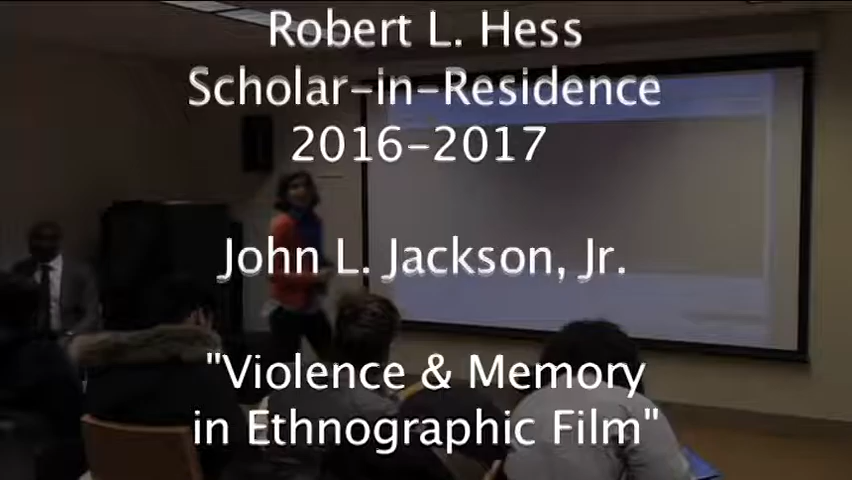 Robert L. Hess
Scholar-in-Residence
2016-2017
John L. Jackson, Jr.
"Violence & Memory
in Ethnographic Film"